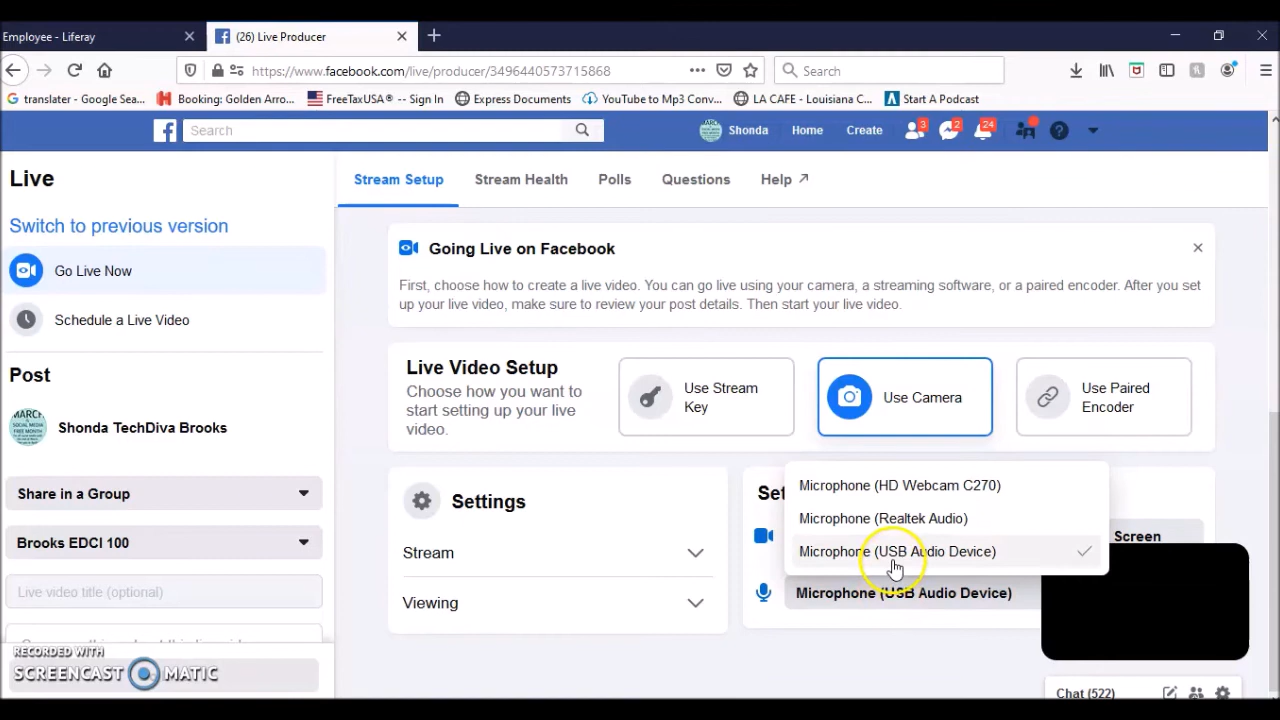 Employee - Liferay
(26) Live Producer
https://www.facebook.com/live/producer/3496440573715868
Search
translater - Google Sea...
Booking: Golden Arro...
FreeTaxUSA® -- Sign In
Express Documents
YouTube to Mp3 Conv...
LA CAFE - Louisiana C...
Start A Podcast
Search
Shonda
Home
Create
3
2
24
Live
Stream Setup
Stream Health
Polls
Questions
Help
Switch to previous version
Go Live Now
Schedule a Live Video
Post
MARCH
Shonda TechDiva Brooks
Share in a Group
Brooks EDCI 100
Live video title (optional)
RECORDED WITH
SCREENCAST MATIC
Going Live on Facebook
First, choose how to create a live video. You can go live using your camera, a streaming software, or a paired encoder. After you set
up your live video, make sure to review your post details. Then start your live video.
Live Video Setup
Choose how you want to
start setting up your live
video.
Use Stream
Key
Use Camera
Use Paired
Encoder
Settings
Stream
Viewing
Set
Screen
Microphone (HD Webcam C270)
Microphone (Realtek Audio)
Microphone (USB Audio Device)
Microphone (USB Audio Device)
Chat (522)